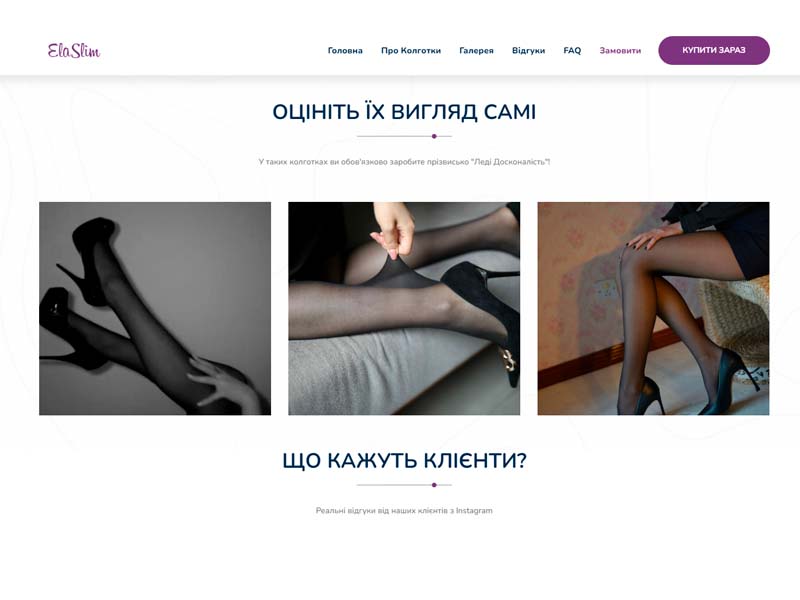 ElaSlim
Головна Про Колготки Галерея Відгуки FAQ Замовити КУПИТИ ЗАРАЗ
ОЦІНІТЬ ЇХ ВИГЛЯД САМІ
У таких колготках ви обов'язково заробите прізвисько "Леді Досконалість"!
ЩО КАЖУТЬ КЛІЄНТИ?
Реальні відгуки від наших клієнтів з Instagram